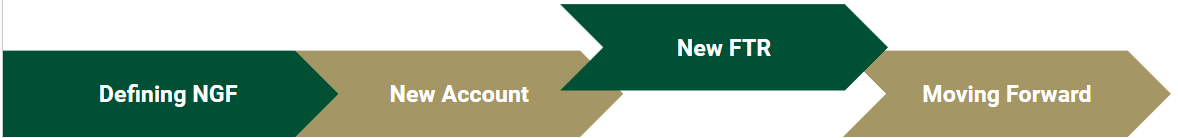 Defining NGF
New Account
New FTR
Moving Forward